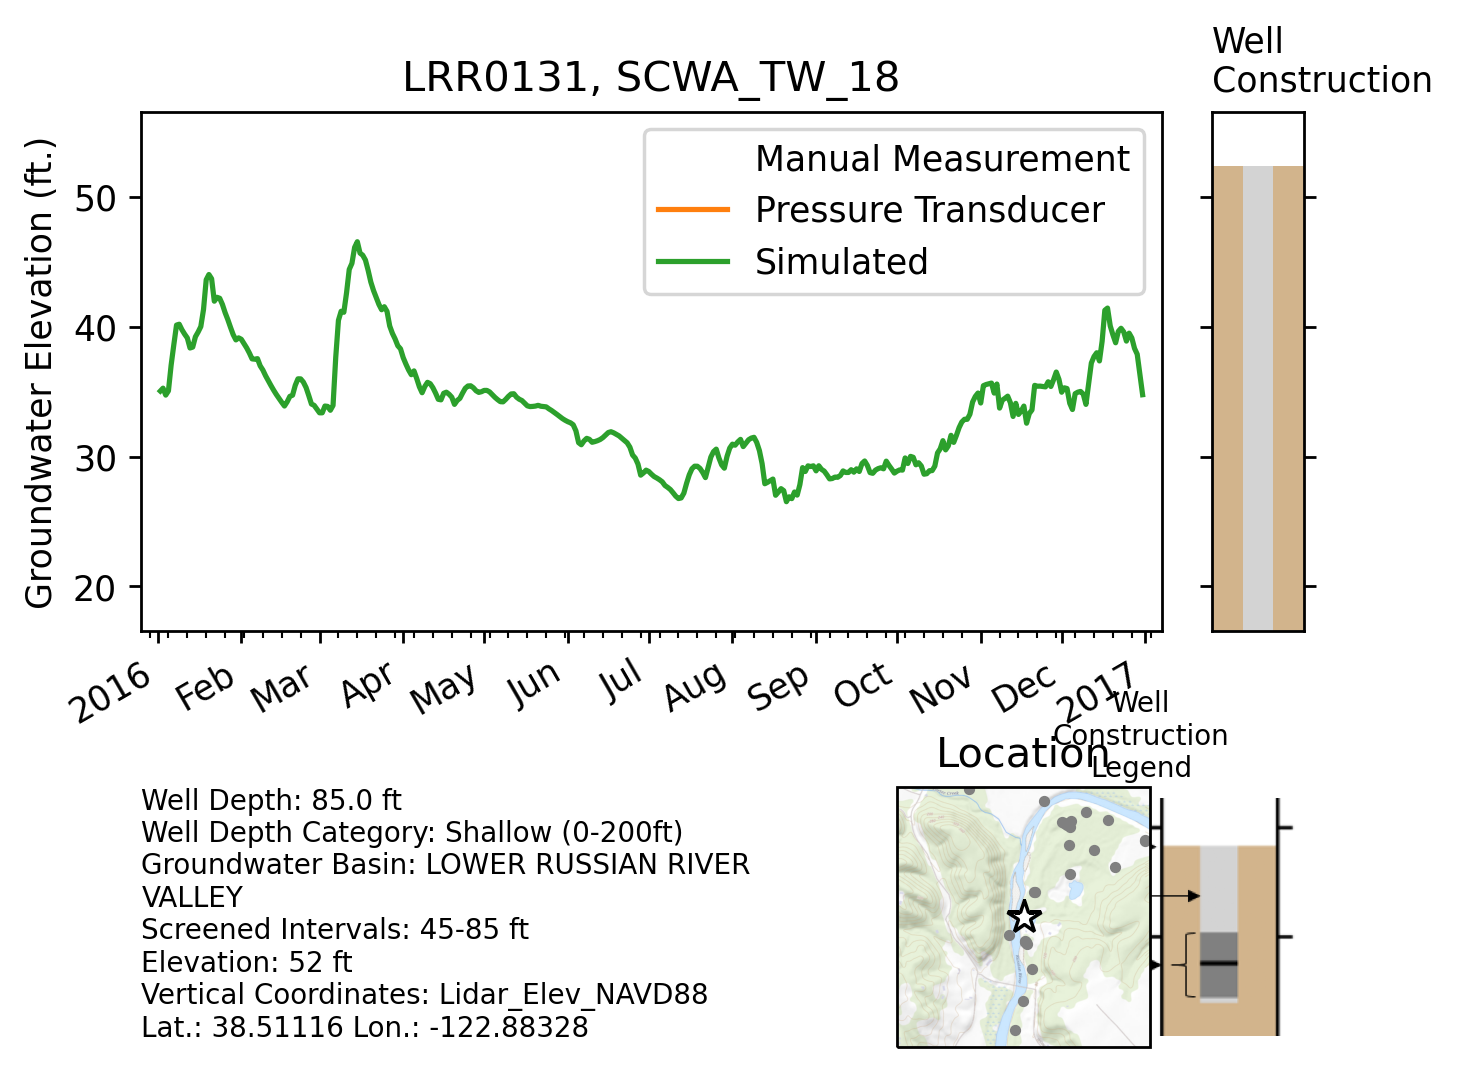 Well
Construction
LRR0131, SCWA_TW_18
Groundwater Elevation (ft.)
50
40
30
20
Manual Measurement
Pressure Transducer
Simulated
2016
Feb
Mar
Apr
May
Jun
Jul
Aug
Sep
Oct
Nov
Dec
2017
Well
Construction
Legend
Location
Well Depth: 85.0 ft
Well Depth Category: Shallow (0-200ft)
Groundwater Basin: LOWER RUSSIAN RIVER
VALLEY
Screened Intervals: 45-85 ft
Elevation: 52 ft
Vertical Coordinates: Lidar_Elev_NAVD88
Lat.: 38.51116 Lon.: -122.88328